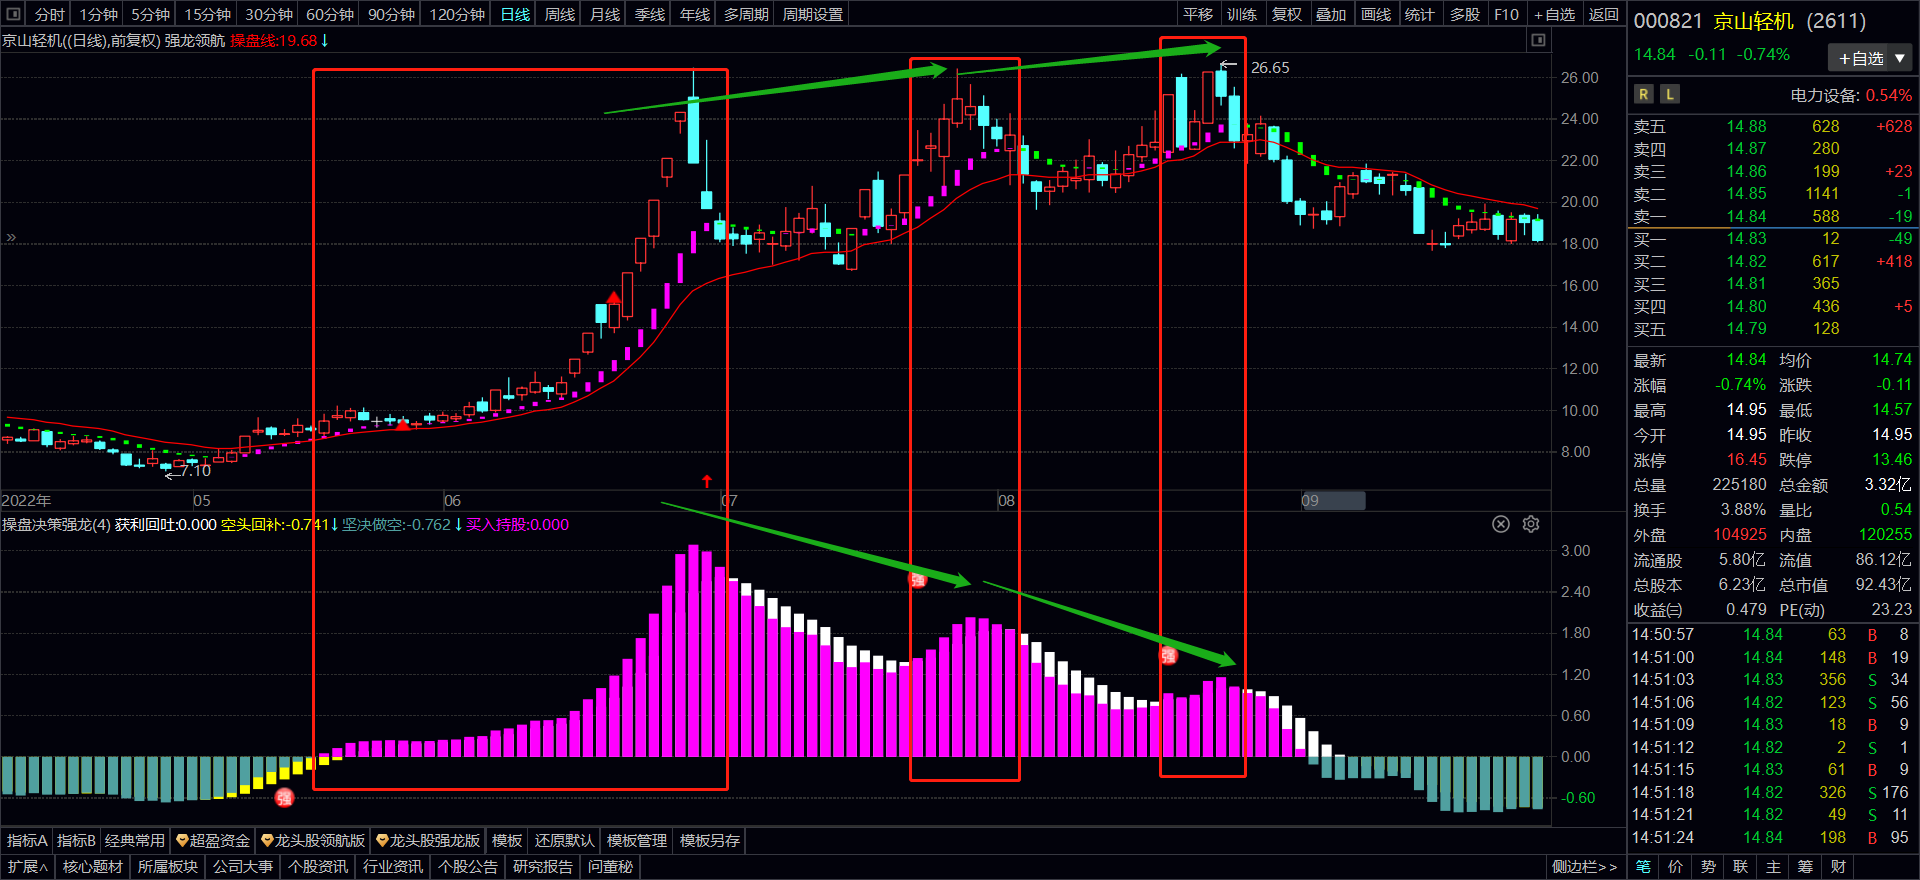 分时 1分钟 5分钟 15分钟 30分钟 60分钟 90分钟 120分钟 日线 周线 月线 季线 年线 多周期 周期设置 平移 训练 复权 叠加 画线 统计 多股 F10 +自选 返回
京山轻机((日线),前复权) 强龙领航 操盘线:19.68↓
26.65
7.10
26.00
24.00
22.00
20.00
18.00
16.00
14.00
12.00
10.00
8.00
2022年 05 06 07 08 09
操盘决策强龙(4) 获利回吐:0.000 空头回补:-0.741↓ 坚决做空:-0.762↓ 买入持股:0.000
强
强
强
3.00
2.40
1.80
1.20
0.60
0.00
-0.60
指标A 指标B 经典常用 超盈资金 龙头股领航版 龙头股强龙版 模板 还原默认 模板管理 模板另存
扩展∧ 核心题材 所属板块 公司大事 个股资讯 行业资讯 个股公告 研究报告 问董秘 侧边栏>>
000821 京山轻机 (2611)
14.84 -0.11 -0.74% +自选 ▼
R L 电力设备: 0.54%
卖五 14.88 628 +628
卖四 14.87 280
卖三 14.86 199 +23
卖二 14.85 1141 -1
卖一 14.84 588 -19
买一 14.83 12 -49
买二 14.82 617 +418
买三 14.81 365
买四 14.80 436 +5
买五 14.79 128
最新 14.84 均价 14.74
涨幅 -0.74% 涨跌 -0.11
最高 14.95 最低 14.57
今开 14.95 昨收 14.95
涨停 16.45 跌停 13.46
总量 225180 总金额 3.32亿
换手 3.88% 量比 0.54
外盘 104925 内盘 120255
流通股 5.80亿 流值 86.12亿
总股本 6.23亿 总市值 92.43亿
收益㈢ 0.479 PE(动) 23.23
14:50:57 14.84 63 B 8
14:51:00 14.84 148 B 19
14:51:03 14.83 356 S 34
14:51:06 14.82 123 S 56
14:51:09 14.83 18 B 9
14:51:12 14.82 2 S 1
14:51:15 14.83 61 B 9
14:51:18 14.82 326 S 176
14:51:21 14.82 49 S 11
14:51:24 14.84 198 B 95
笔 价 势 联 主 筹 财